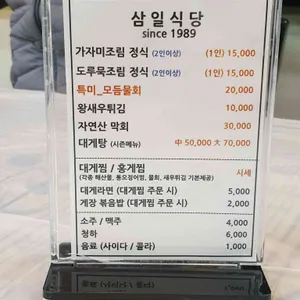 삼일식당
since 1989
가자미조림 정식 (2인이상) (1인) 15,000
도루묵조림 정식 (2인이상) (1인) 15,000
특미_모듬물회 20,000
왕새우튀김 10,000
자연산 막회 30,000
대게탕 (시즌메뉴) 中 50,000 大 70,000
대게찜 / 홍게찜 시세
(각종 해산물, 통오징어찜, 물회, 새우튀김 기본제공)
대게라면 (대게찜 주문 시) 5,000
게장 볶음밥 (대게찜 주문 시) 2,000
소주 / 맥주 4,000
청하 6,000
음료 (사이다 / 콜라) 1,000